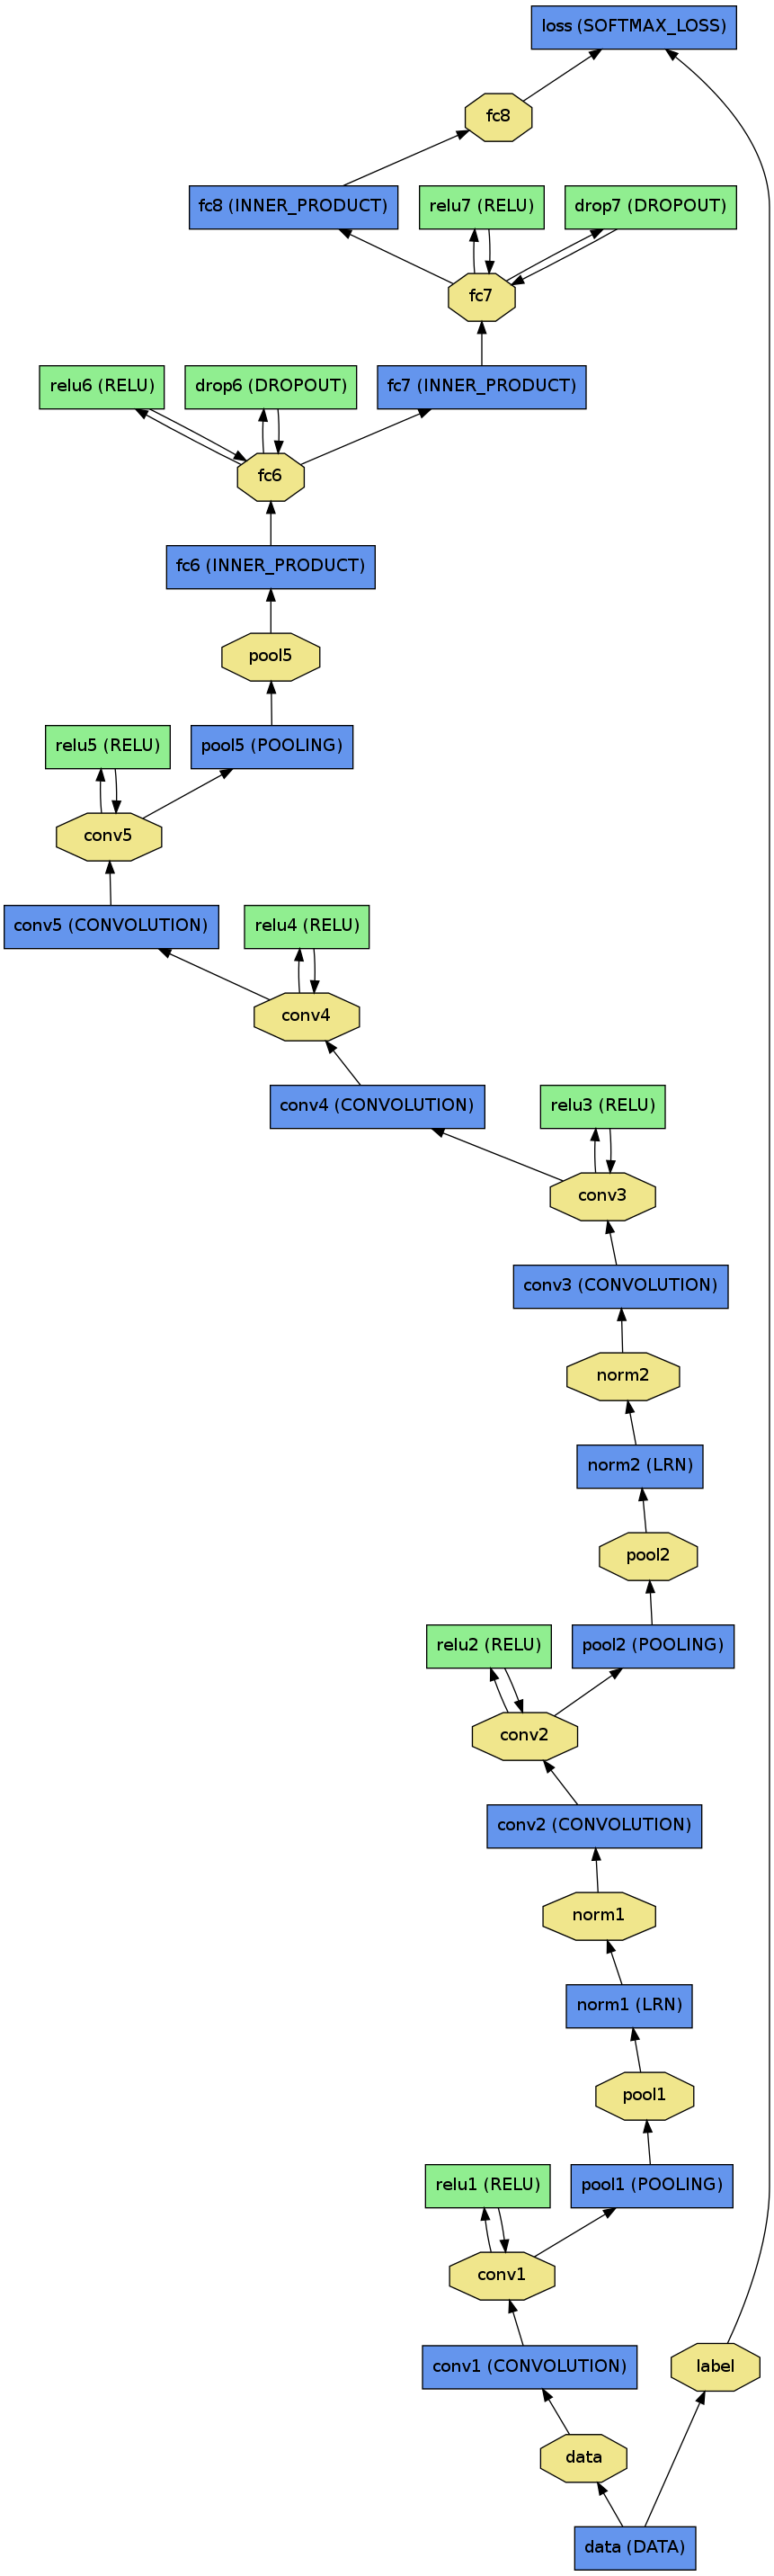 loss (SOFTMAX_LOSS)
fc8
fc8 (INNER_PRODUCT)
relu7 (RELU)
drop7 (DROPOUT)
fc7
relu6 (RELU)
drop6 (DROPOUT)
fc7 (INNER_PRODUCT)
fc6
fc6 (INNER_PRODUCT)
pool5
relu5 (RELU)
pool5 (POOLING)
conv5
conv5 (CONVOLUTION)
relu4 (RELU)
conv4
conv4 (CONVOLUTION)
relu3 (RELU)
conv3
conv3 (CONVOLUTION)
norm2
norm2 (LRN)
pool2
relu2 (RELU)
pool2 (POOLING)
conv2
conv2 (CONVOLUTION)
norm1
norm1 (LRN)
pool1
relu1 (RELU)
pool1 (POOLING)
conv1
conv1 (CONVOLUTION)
label
data
data (DATA)